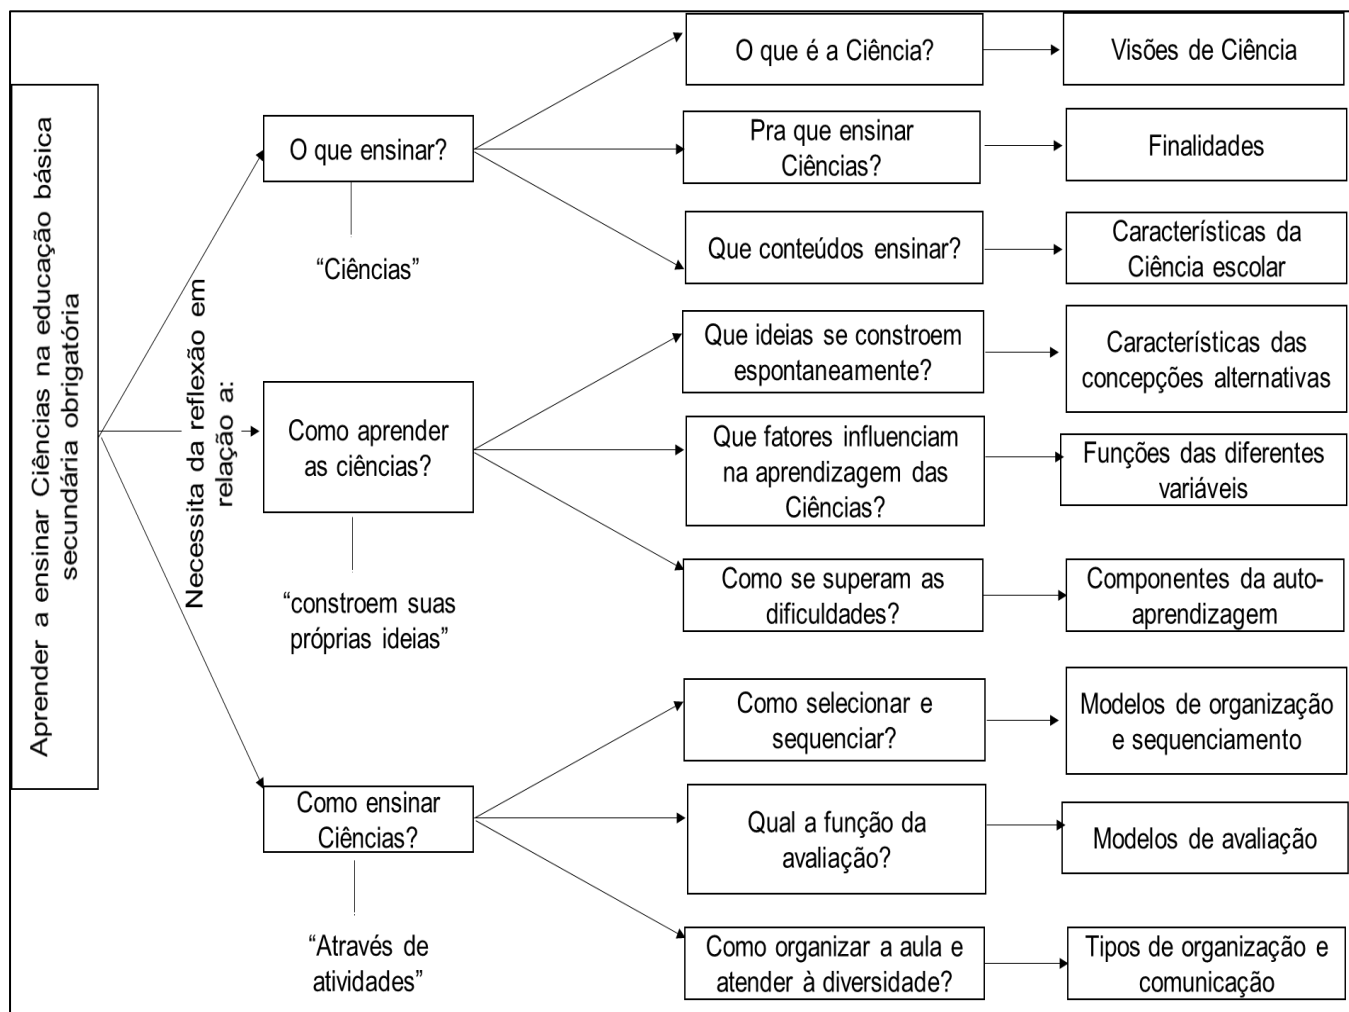 Aprender a ensinar Ciências na educação básica
secundária obrigatória
Necessita da reflexão em
relação a:
O que ensinar?
“Ciências”
O que é a Ciência?
Visões de Ciência
Pra que ensinar
Ciências?
Finalidades
Que conteúdos ensinar?
Características da
Ciência escolar
Como aprender
as ciências?
“constroem suas
próprias ideias”
Que ideias se constroem
espontaneamente?
Características das
concepções alternativas
Que fatores influenciam
na aprendizagem das
Ciências?
Funções das diferentes
variáveis
Como se superam as
dificuldades?
Componentes da auto-
aprendizagem
Como ensinar
Ciências?
“Através de
atividades”
Como selecionar e
sequenciar?
Modelos de organização
e sequenciamento
Qual a função da
avaliação?
Modelos de avaliação
Como organizar a aula e
atender à diversidade?
Tipos de organização e
comunicação